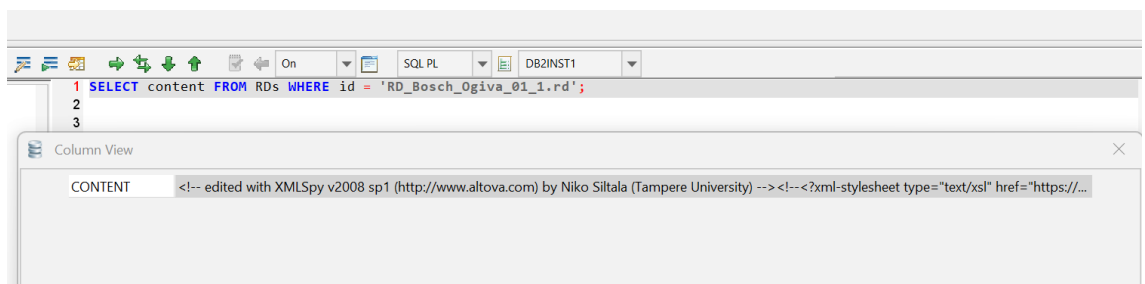 On SQL PL DB2INST1
1 SELECT content FROM RDs WHERE id = 'RD_Bosch_Ogiva_01_1.rd';
2
3
Column View
CONTENT <!-- edited with XMLSpy v2008 sp1 (http://www.altova.com) by Niko Siltala (Tampere University) --><!--<?xml-stylesheet type="text/xsl" href="https://...